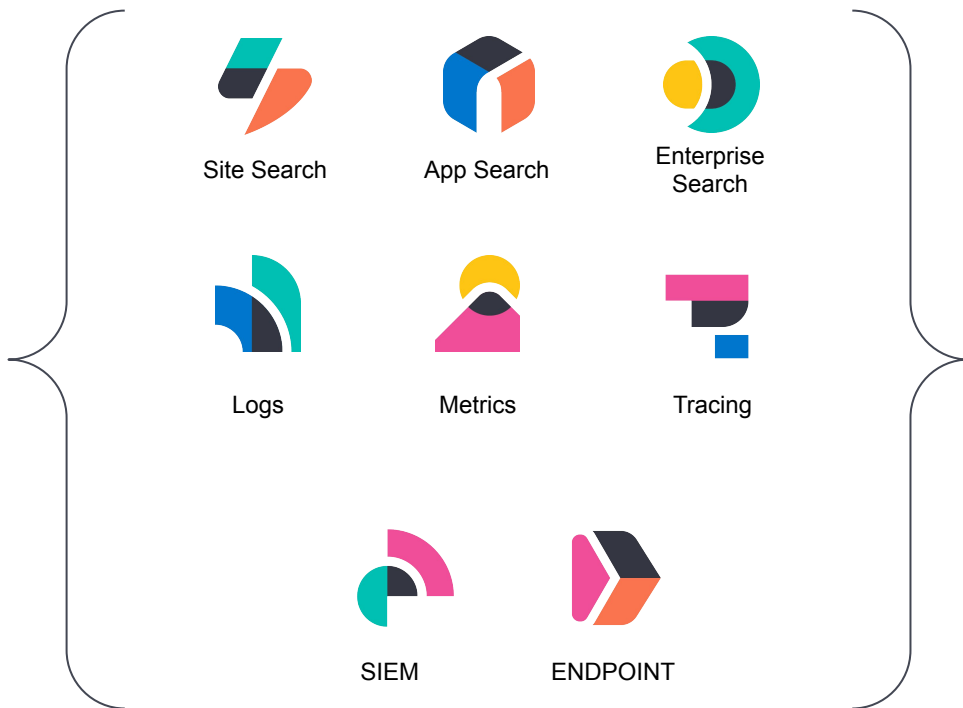 Site Search
App Search
Enterprise
Search
Logs
Metrics
Tracing
SIEM
ENDPOINT